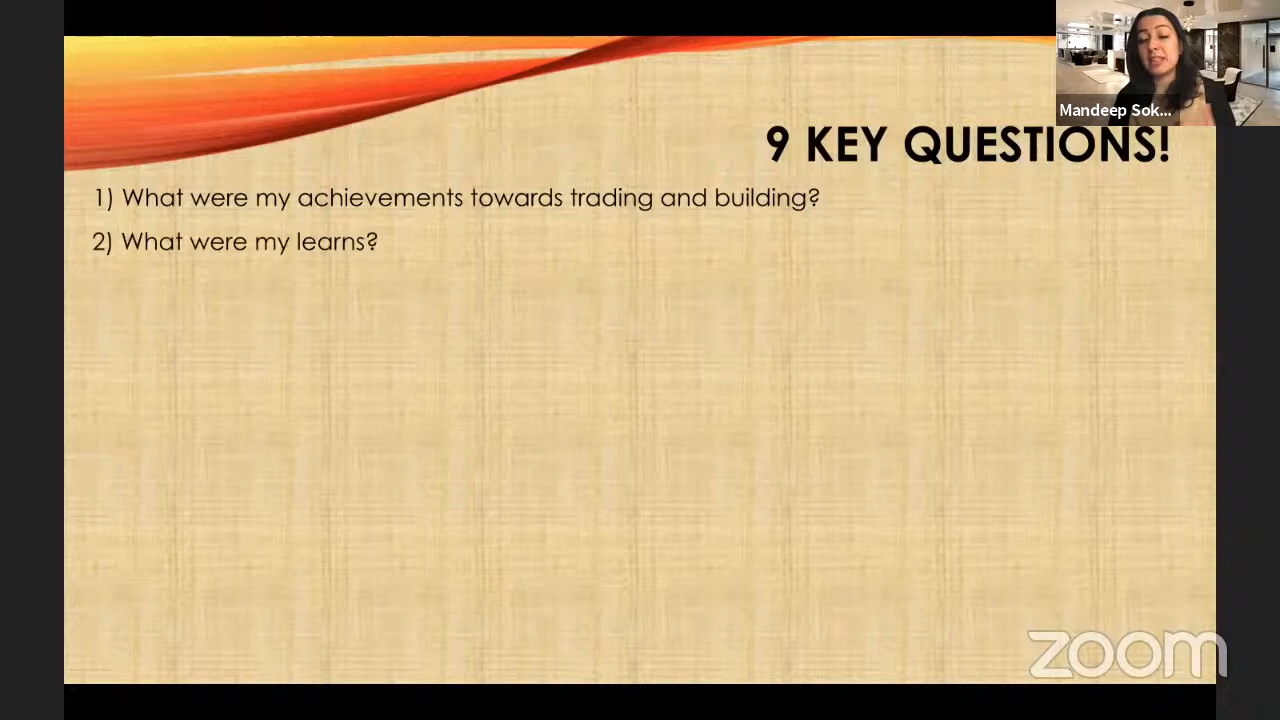 Mandeep Sok...
9 KEY QUESTIONS!
1) What were my achievements towards trading and building?
2) What were my learns?
zoom